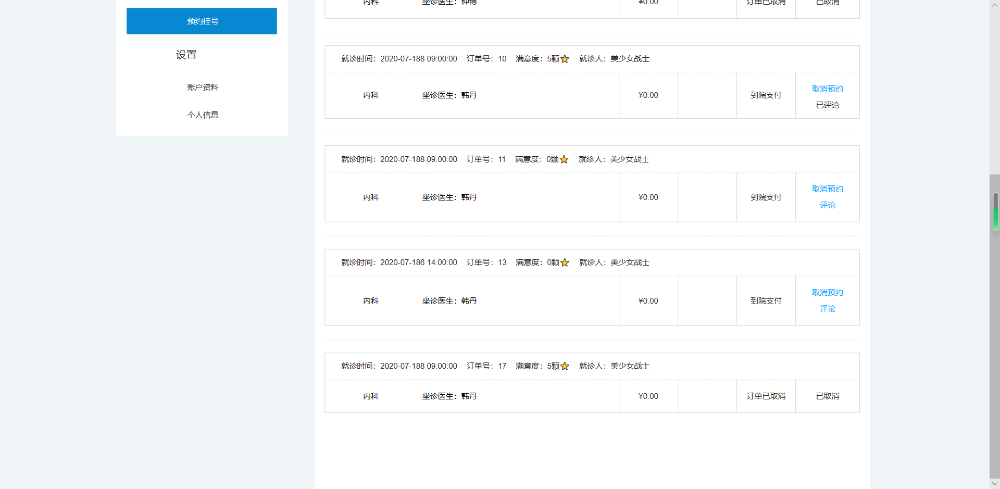 预约挂号
设置
账户资料
个人信息
内科 坐诊医生：钟博 ¥0.00 订单已取消 已取消
就诊时间：2020-07-188 09:00:00 订单号：10 满意度：5颗 就诊人：美少女战士
内科 坐诊医生：韩丹 ¥0.00 到院支付 取消预约
已评论
就诊时间：2020-07-188 09:00:00 订单号：11 满意度：0颗 就诊人：美少女战士
内科 坐诊医生：韩丹 ¥0.00 到院支付 取消预约
评论
就诊时间：2020-07-186 14:00:00 订单号：13 满意度：0颗 就诊人：美少女战士
内科 坐诊医生：韩丹 ¥0.00 到院支付 取消预约
评论
就诊时间：2020-07-188 09:00:00 订单号：17 满意度：5颗 就诊人：美少女战士
内科 坐诊医生：韩丹 ¥0.00 订单已取消 已取消